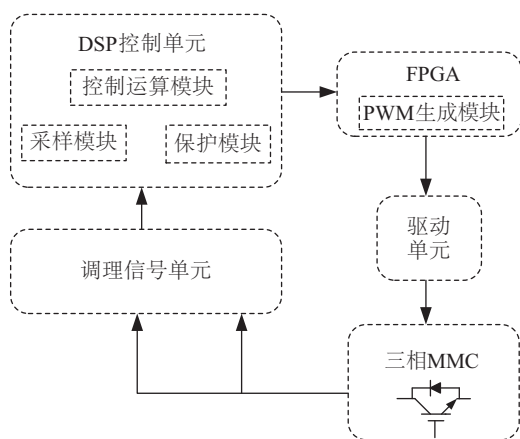 DSP控制单元
控制运算模块
采样模块
保护模块
FPGA
PWM生成模块
驱动
单元
调理信号单元
三相MMC